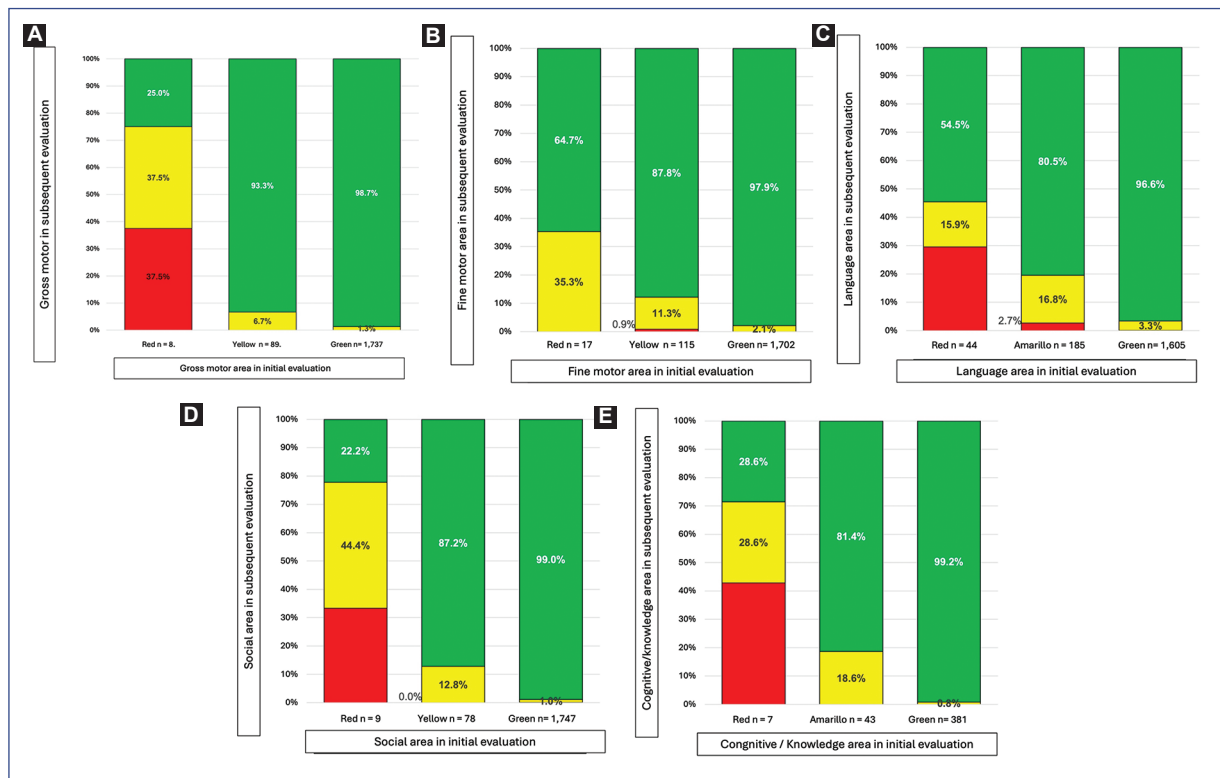 A
Gross motor in subsequent evaluation
100%
90%
80%
70%
60%
50%
40%
30%
20%
10%
0%
25.0%
37.5%
37.5%
93.3%
6.7%
98.7%
1.3%
Red n = 8.
Yellow n = 89.
Green n= 1,737
Gross motor area in initial evaluation
B
Fine motor area in subsequent evaluation
100%
90%
80%
70%
60%
50%
40%
30%
20%
10%
0%
64.7%
35.3%
0.9%
87.8%
11.3%
97.9%
2.1%
Red n = 17
Yellow n = 115
Green n= 1,702
Fine motor area in initial evaluation
C
Language area in subsequent evaluation
100%
90%
80%
70%
60%
50%
40%
30%
20%
10%
0%
54.5%
15.9%
2.7%
80.5%
16.8%
96.6%
3.3%
Red n = 44
Amarillo n = 185
Green n= 1,605
Language area in initial evaluation
D
Social area in subsequent evaluation
100%
90%
80%
70%
60%
50%
40%
30%
20%
10%
0%
22.2%
44.4%
0.0%
87.2%
12.8%
99.0%
1.0%
Red n = 9
Yellow n = 78
Green n= 1,747
Social area in initial evaluation
E
Cognitive/knowledge area in subsequent evaluation
100%
90%
80%
70%
60%
50%
40%
30%
20%
10%
0%
28.6%
28.6%
81.4%
18.6%
99.2%
0.8%
Red n = 7
Amarillo n = 43
Green n= 381
Congnitive / Knowledge area in initial evaluation